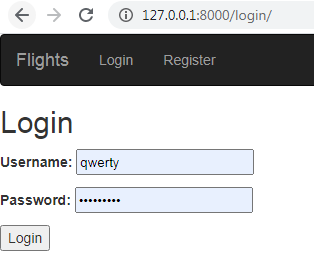 127.0.0.1:8000/login/
Flights Login Register
Login
Username: qwerty
Password: •••••••••
Login